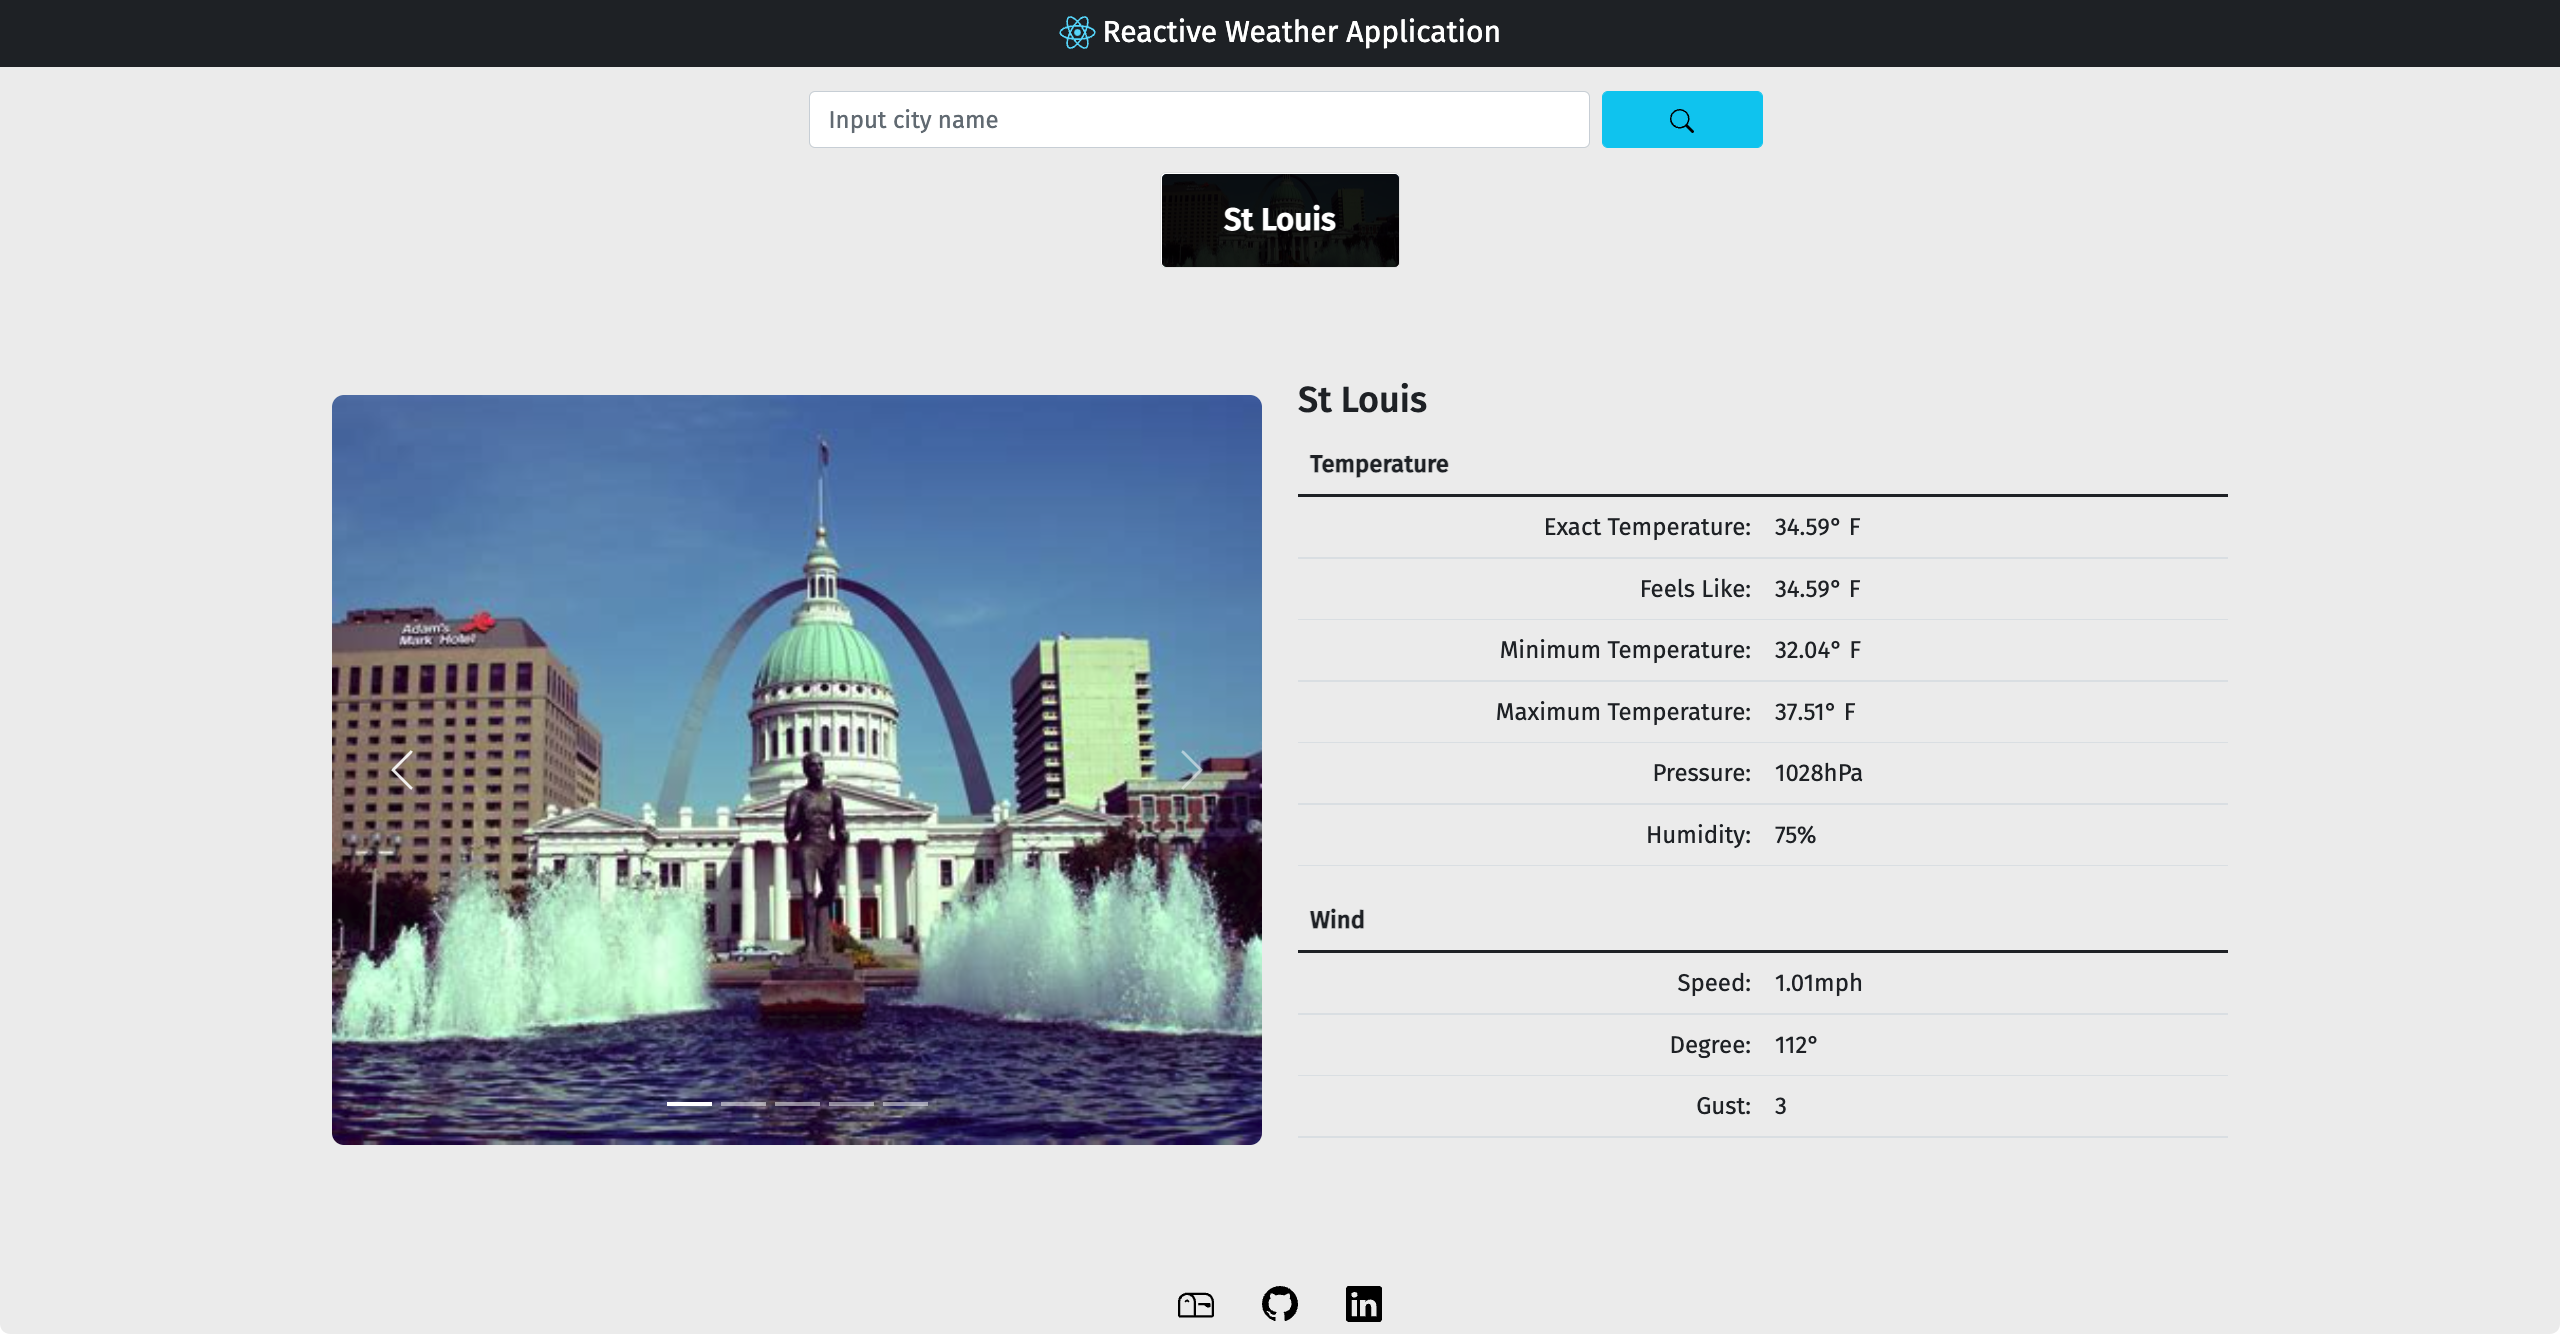 Reactive Weather Application
Input city name
St Louis
St Louis
Temperature
Exact Temperature: 34.59° F
Feels Like: 34.59° F
Minimum Temperature: 32.04° F
Maximum Temperature: 37.51° F
Pressure: 1028hPa
Humidity: 75%
Wind
Speed: 1.01mph
Degree: 112°
Gust: 3
Adam's
Mark Hotel
in